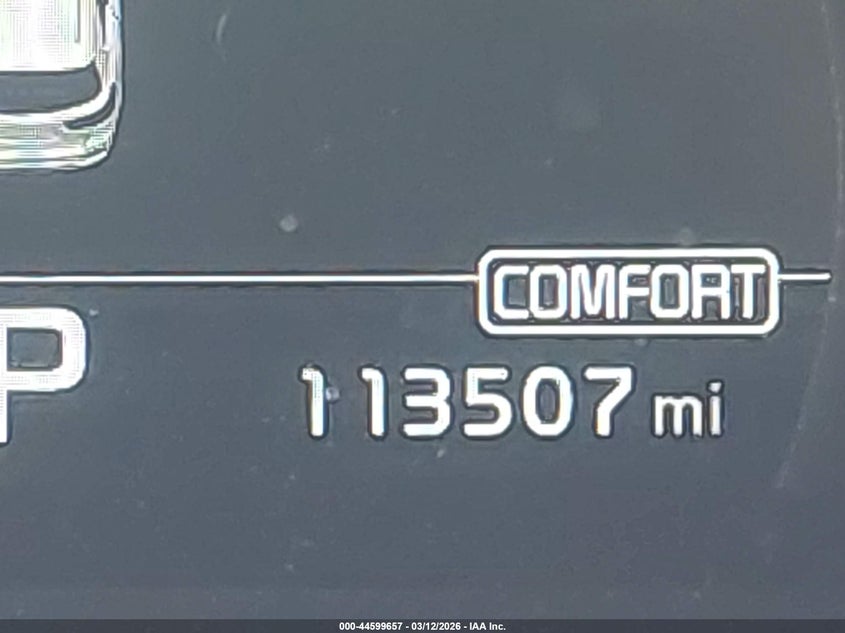 COMFORT
P
113507 mi
000-44599657 - 03/12/2026 - IAA Inc.